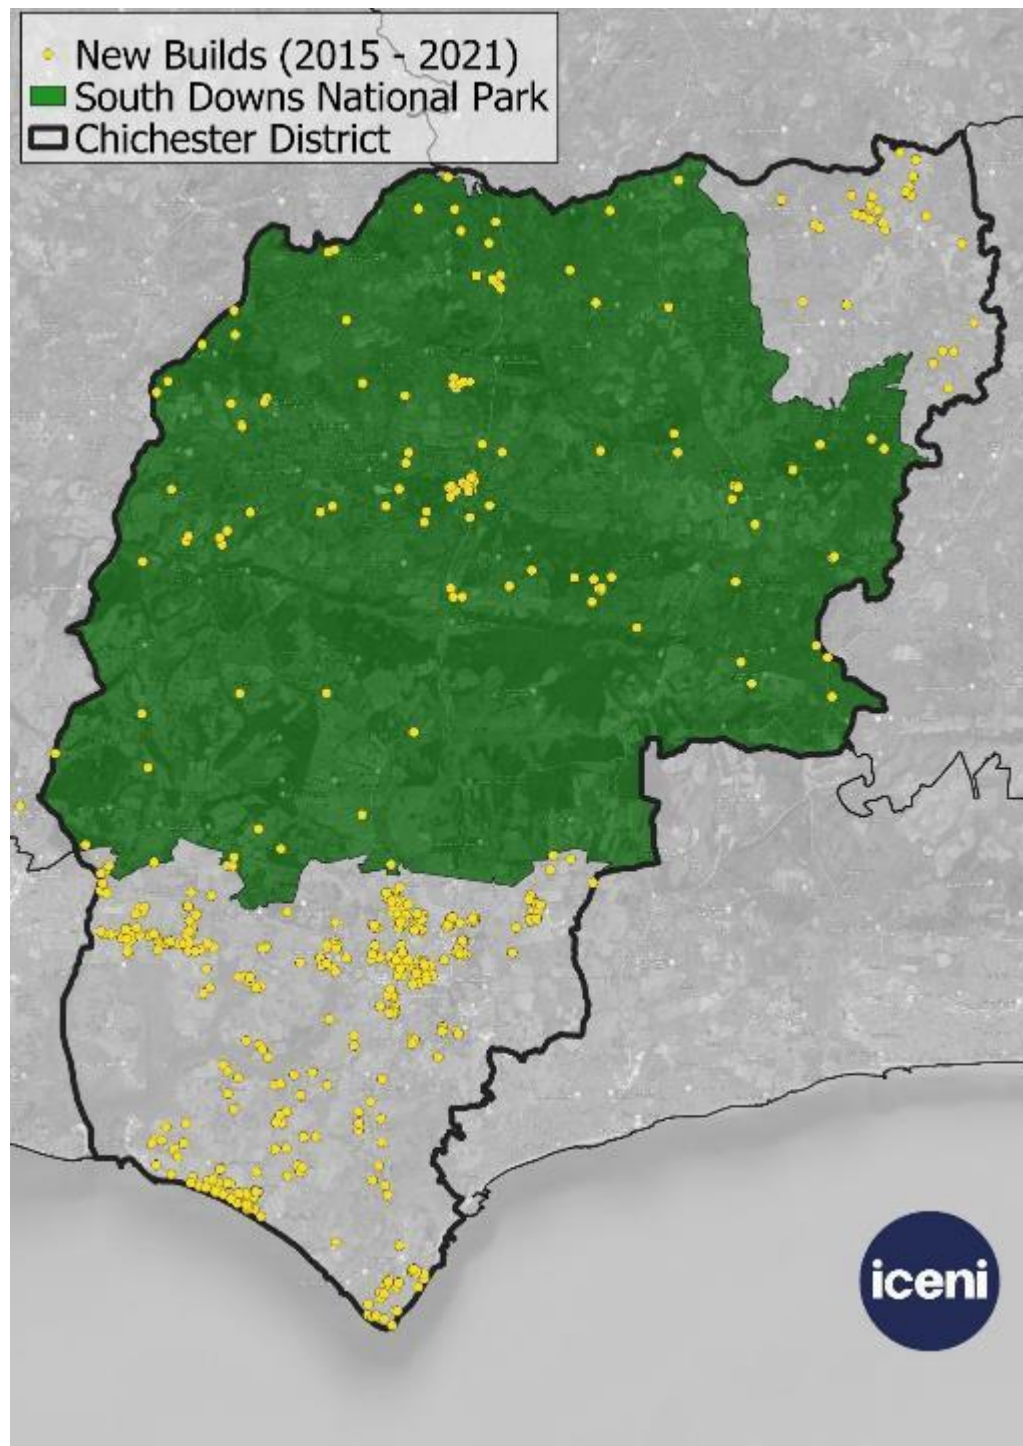 New Builds (2015 - 2021)
South Downs National Park
Chichester District
iceni